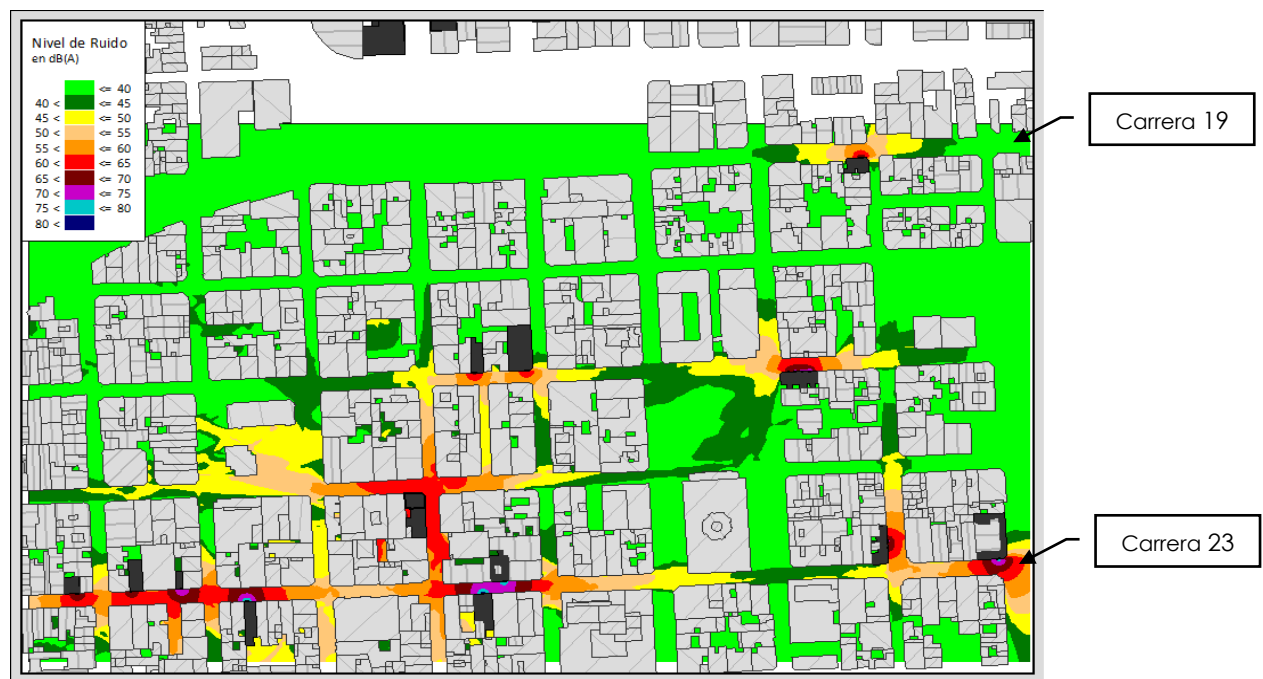 Nivel de Ruido
en dB(A)
<= 40
40 < <= 45
45 < <= 50
50 < <= 55
55 < <= 60
60 < <= 65
65 < <= 70
70 < <= 75
75 < <= 80
80 <
Carrera 19
Carrera 23